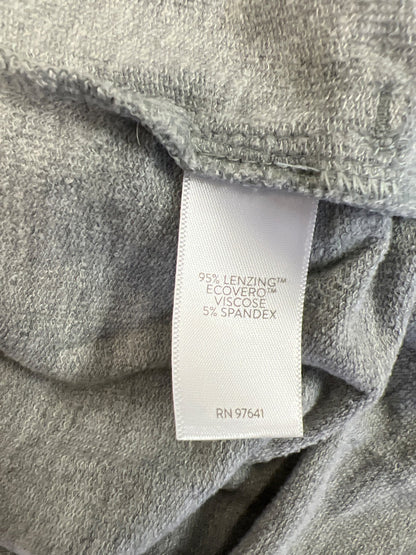 95% LENZING™
ECOVERO™
VISCOSE
5% SPANDEX
RN 97641